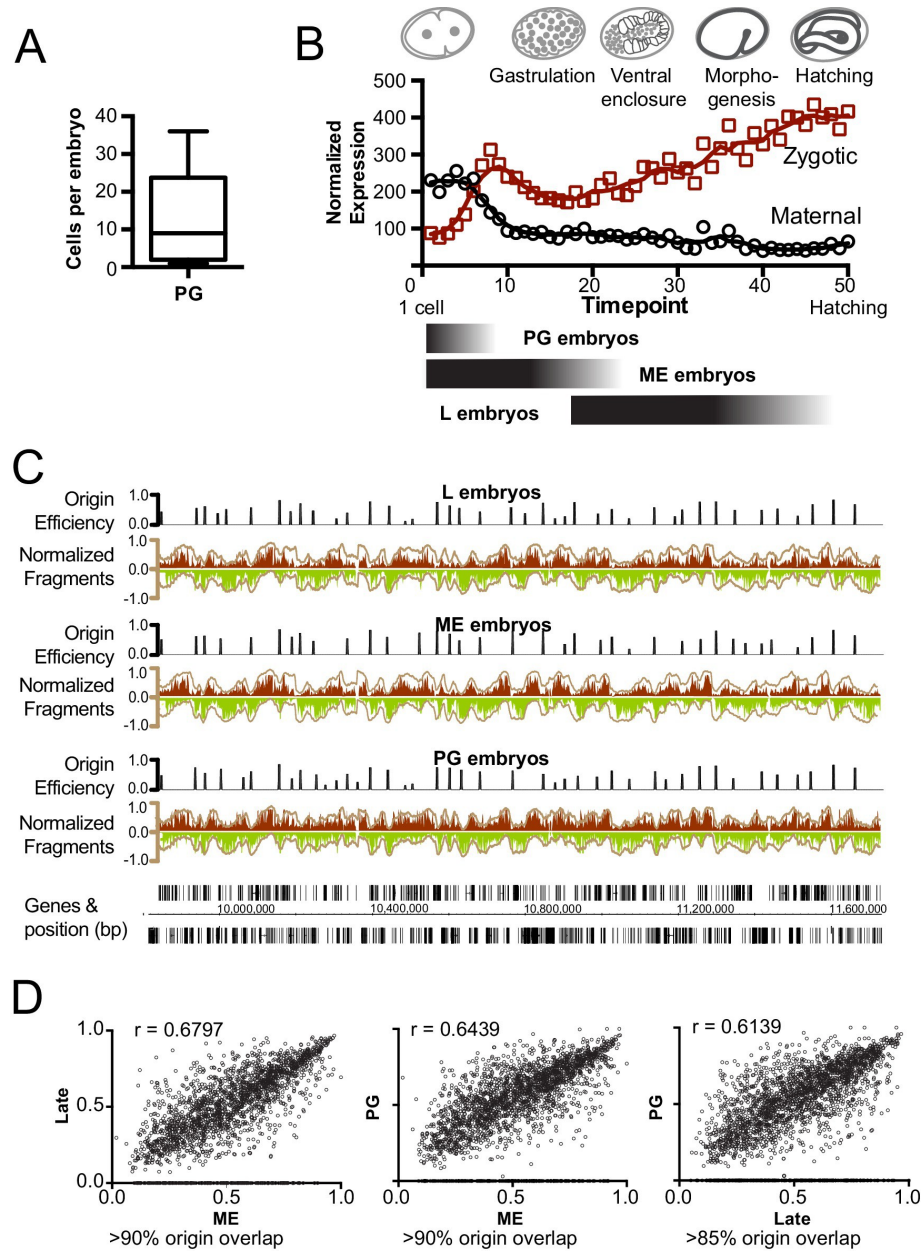 A
Cells per embryo
40
30
20
10
0
PG
B
Gastrulation
Ventral
enclosure
Morpho-
genesis
Hatching
Normalized
Expression
500
400
300
200
100
Zygotic
Maternal
0
10
20
30
40
50
1 cell
Timepoint
Hatching
PG embryos
ME embryos
L embryos
C
L embryos
Origin
Efficiency
1.0
0.0
Normalized
Fragments
1.0
0.0
-1.0
ME embryos
Origin
Efficiency
1.0
0.0
Normalized
Fragments
1.0
0.0
-1.0
PG embryos
Origin
Efficiency
1.0
0.0
Normalized
Fragments
1.0
0.0
-1.0
Genes &
position (bp)
10,000,000
10,400,000
10,800,000
11,200,000
11,600,000
D
r = 0.6797
Late
1.0
0.5
0.0
0.0
0.5
1.0
ME
>90% origin overlap
r = 0.6439
PG
0.0
0.5
1.0
ME
>90% origin overlap
r = 0.6139
PG
0.0
0.5
1.0
Late
>85% origin overlap